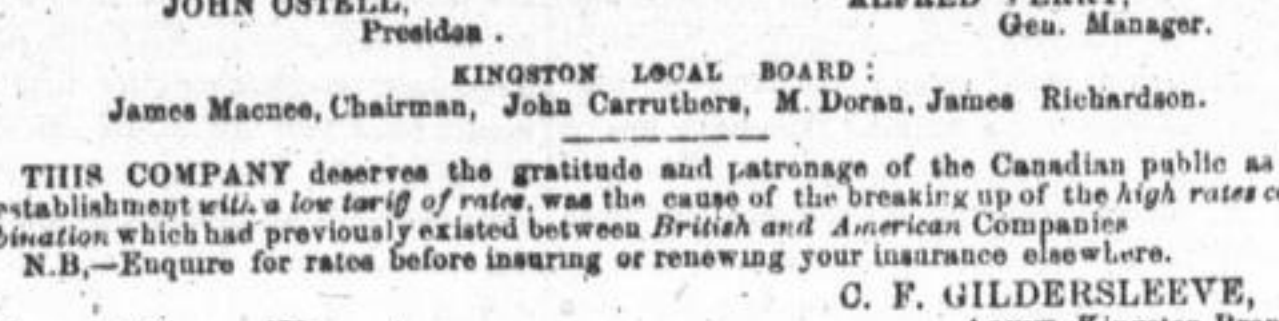 JOHN OSTELL,
ALFRED PERRY,
Presiden .
Gen. Manager.
KINGSTON LOCAL BOARD :
James Macnee, Chairman, John Carruthers, M. Doran, James Richardson.
THIS COMPANY deserves the gratitude and patronage of the Canadian public as
establishment with a low tariff of rates, was the cause of the breaking up of the high rates co
bination which had previously existed between British and American Companies
N.B,—Enquire for rates before insuring or renewing your insurance elsewhere.
C. F. GILDERSLEEVE,